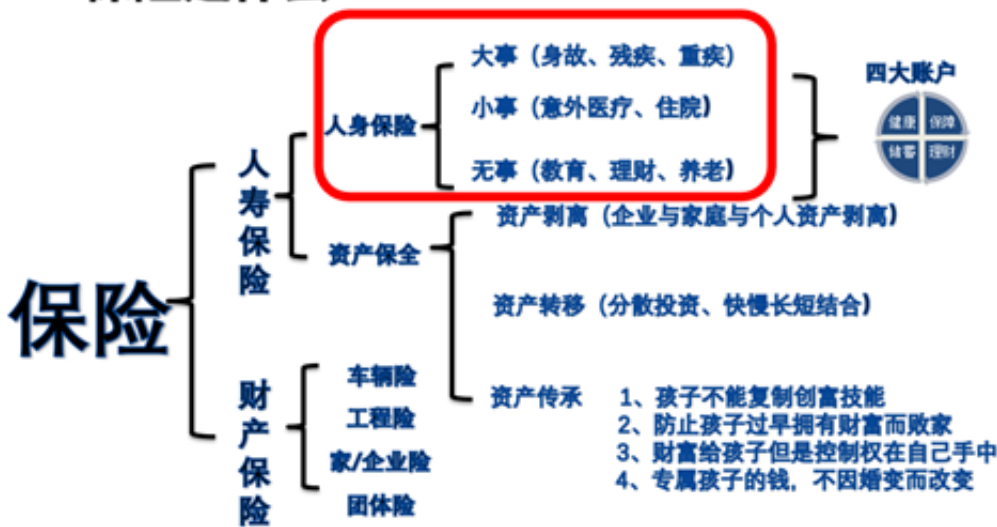 大事（身故、残疾、重疾）
四大账户
小事（意外医疗、住院）
健康 保障
人身保险
储蓄 理财
无事（教育、理财、养老）
人寿保险
资产剥离（企业与家庭与个人资产剥离）
资产保全
保险
资产转移（分散投资、快慢长短结合）
车辆险
财产保险
资产传承
1、孩子不能复制创富技能
工程险
2、防止孩子过早拥有财富而败家
家/企业险
3、财富给孩子但是控制权在自己手中
4、专属孩子的钱，不因婚变而改变
团体险